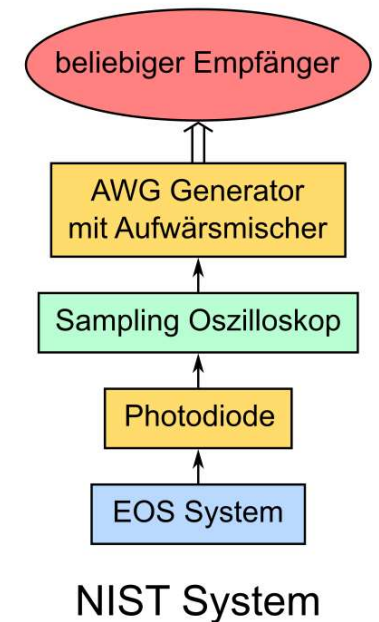 beliebiger Empfänger
AWG Generator
mit Aufwärsmischer
Sampling Oszilloskop
Photodiode
EOS System
NIST System